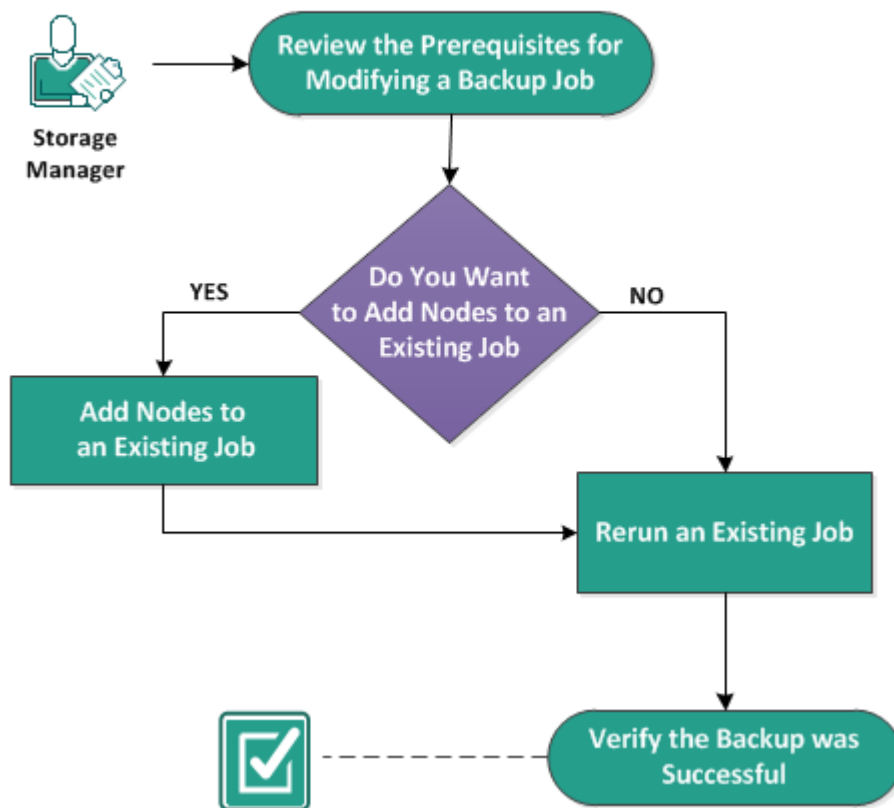 Review the Prerequisites for
Modifying a Backup Job
Storage
Manager
Do You Want
to Add Nodes to an
Existing Job
YES
NO
Add Nodes to
an Existing Job
Rerun an Existing Job
Verify the Backup was
Successful